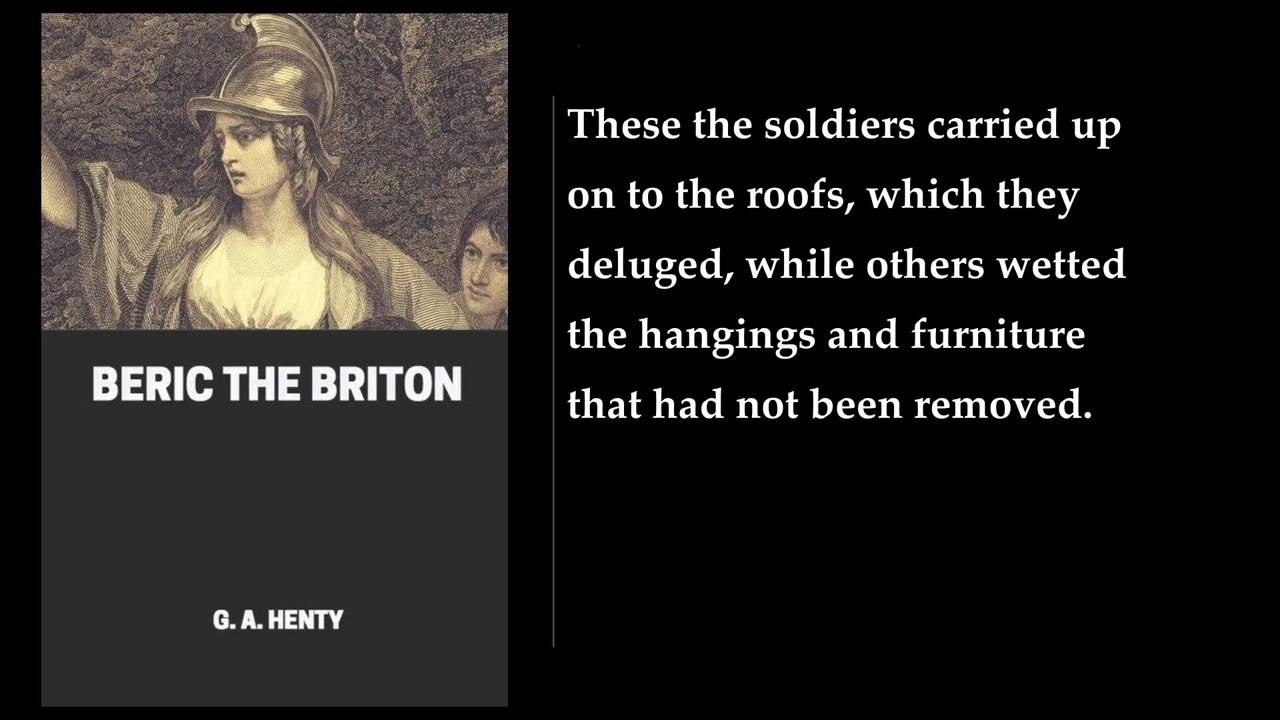 BERIC THE BRITON
G. A. HENTY
These the soldiers carried up
on to the roofs, which they
deluged, while others wetted
the hangings and furniture
that had not been removed.